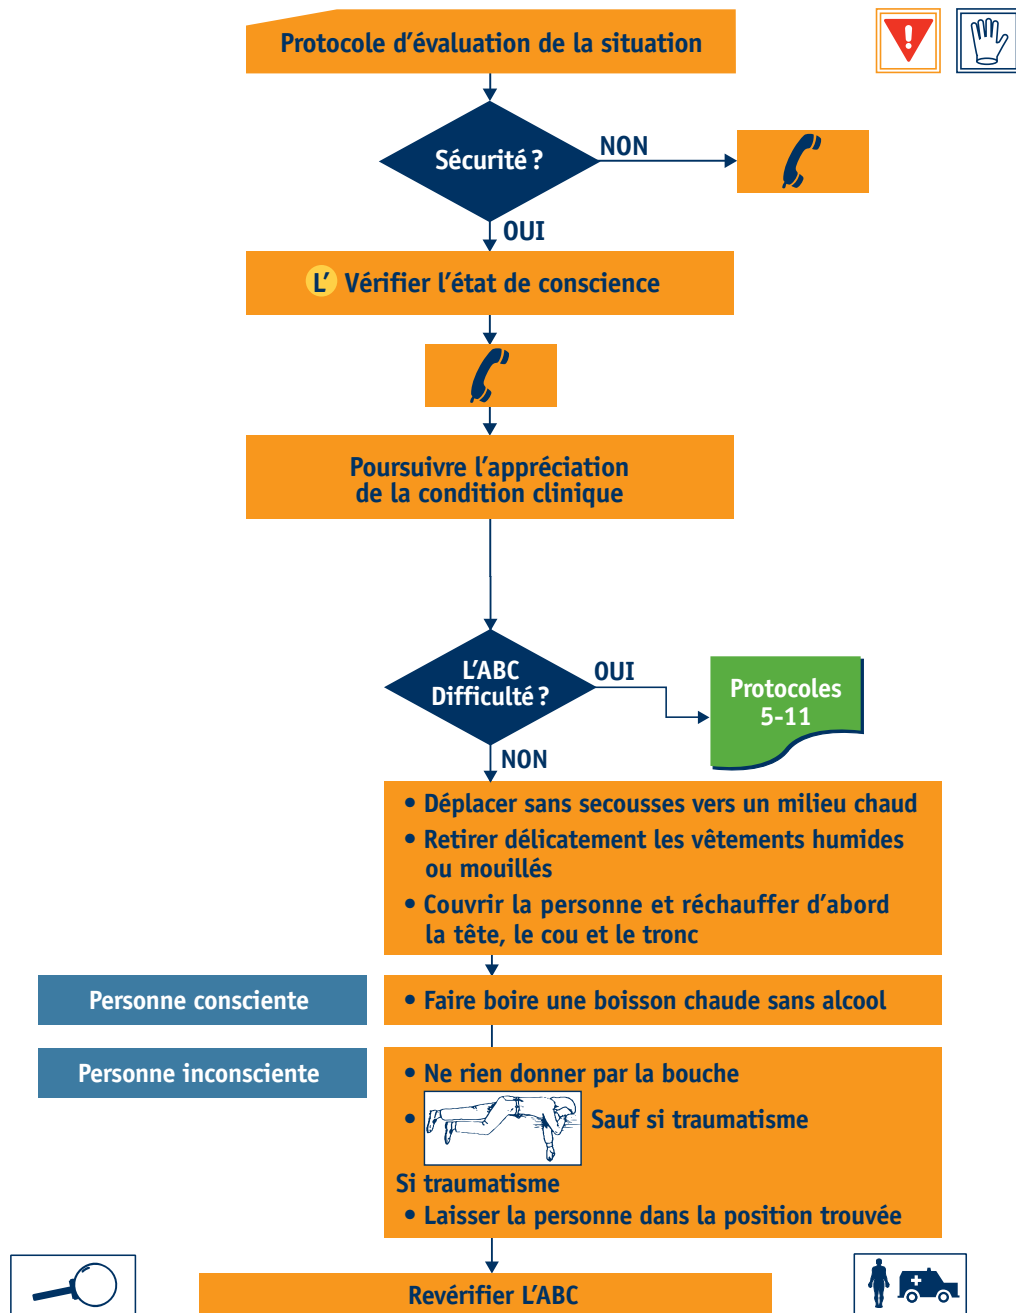 Protocole d’évaluation de la situation
Sécurité ?
NON
OUI
L’ Vérifier l’état de conscience
Poursuivre l’appréciation
de la condition clinique
L’ABC
Difficulté ?
OUI
Protocoles
5-11
NON
• Déplacer sans secousses vers un milieu chaud
• Retirer délicatement les vêtements humides
ou mouillés
• Couvrir la personne et réchauffer d’abord
la tête, le cou et le tronc
Personne consciente
• Faire boire une boisson chaude sans alcool
Personne inconsciente
• Ne rien donner par la bouche
• Sauf si traumatisme
Si traumatisme
• Laisser la personne dans la position trouvée
Revérifier L’ABC